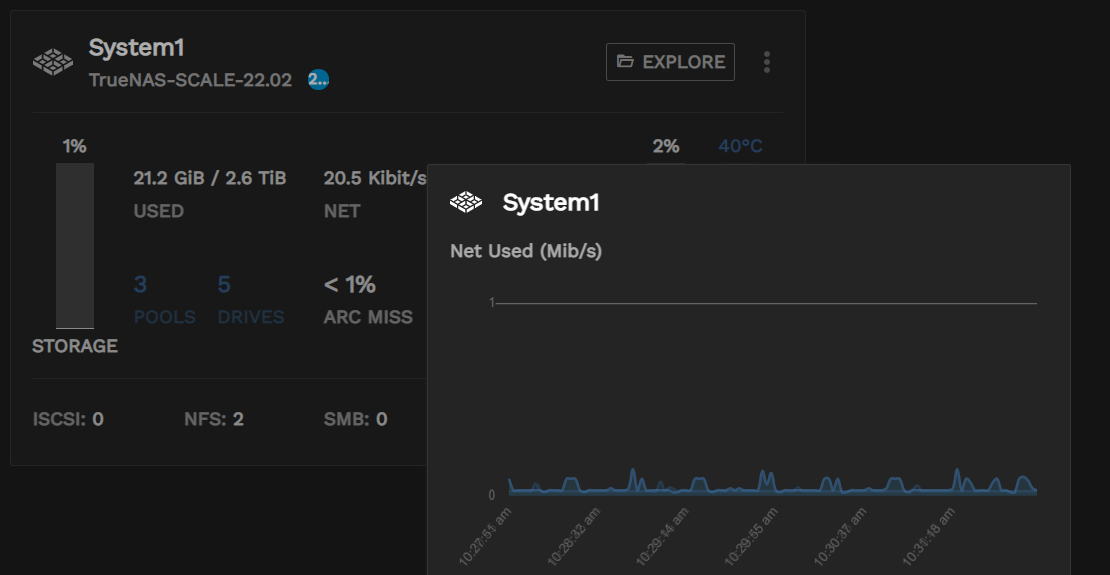 System1
TrueNAS-SCALE-22.02 2...
EXPLORE
1%
2%
40°C
21.2 GiB / 2.6 TiB
USED
20.5 Kibit/s
NET
3
POOLS
5
DRIVES
< 1%
ARC MISS
STORAGE
ISCSI: 0
NFS: 2
SMB: 0
System1
Net Used (Mib/s)
1
0
10:27:51 am
10:28:32 am
10:29:14 am
10:29:55 am
10:30:37 am
10:31:18 am